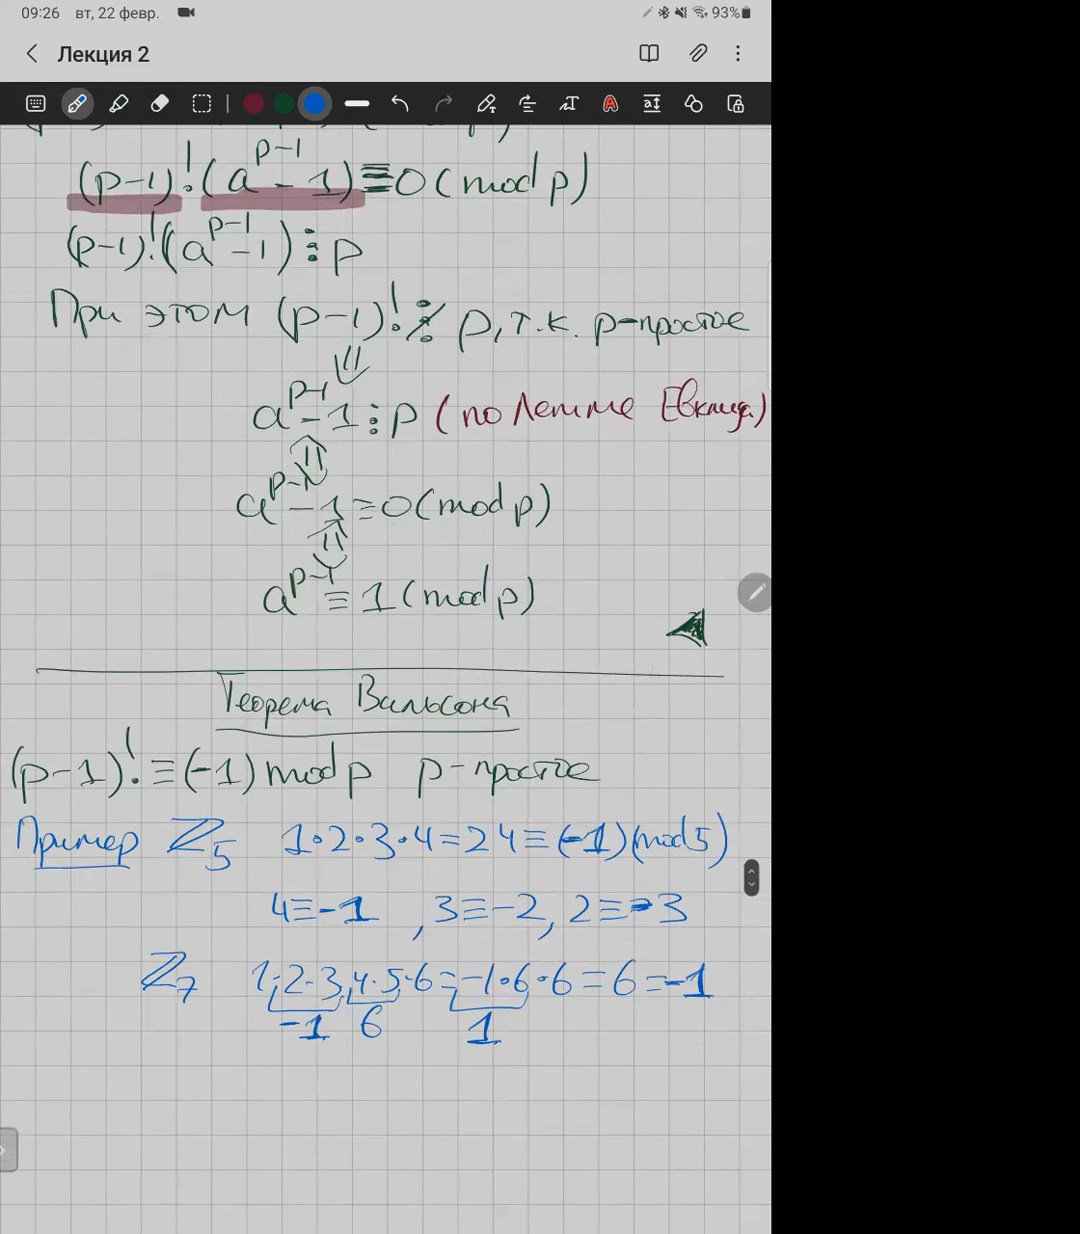 09:26 вт, 22 февр. 93%
Лекция 2
(p-1)!(a^{p-1} - 1) ≡ 0 (mod p)
(p-1)!(a^{p-1} - 1) ⋮ p
При этом (p-1)! ⋮̸ p, т.к. p-простое
⇓
a^{p-1} - 1 ⋮ p (по Лемме Евклида)
⇕
a^{p-1} - 1 ≡ 0 (mod p)
⇕
a^{p-1} ≡ 1 (mod p)
Теорема Вильсона
(p-1)! ≡ (-1) mod p p-простое
Пример ℤ₅ 1·2·3·4=24≡(-1)(mod 5)
4≡-1, 3≡-2, 2≡-3
ℤ₇ 1·2·3·4·5·6=-1·6·6=6=-1
-1 6 1